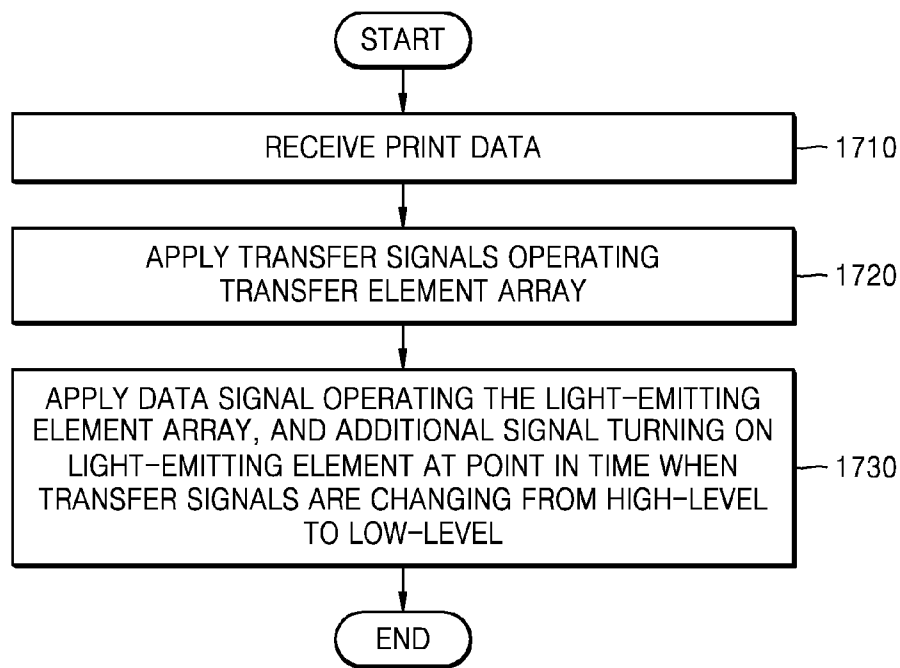 START
RECEIVE PRINT DATA
1710
APPLY TRANSFER SIGNALS OPERATING
TRANSFER ELEMENT ARRAY
1720
APPLY DATA SIGNAL OPERATING THE LIGHT-EMITTING
ELEMENT ARRAY, AND ADDITIONAL SIGNAL TURNING ON
LIGHT-EMITTING ELEMENT AT POINT IN TIME WHEN
TRANSFER SIGNALS ARE CHANGING FROM HIGH-LEVEL
TO LOW-LEVEL
1730
END